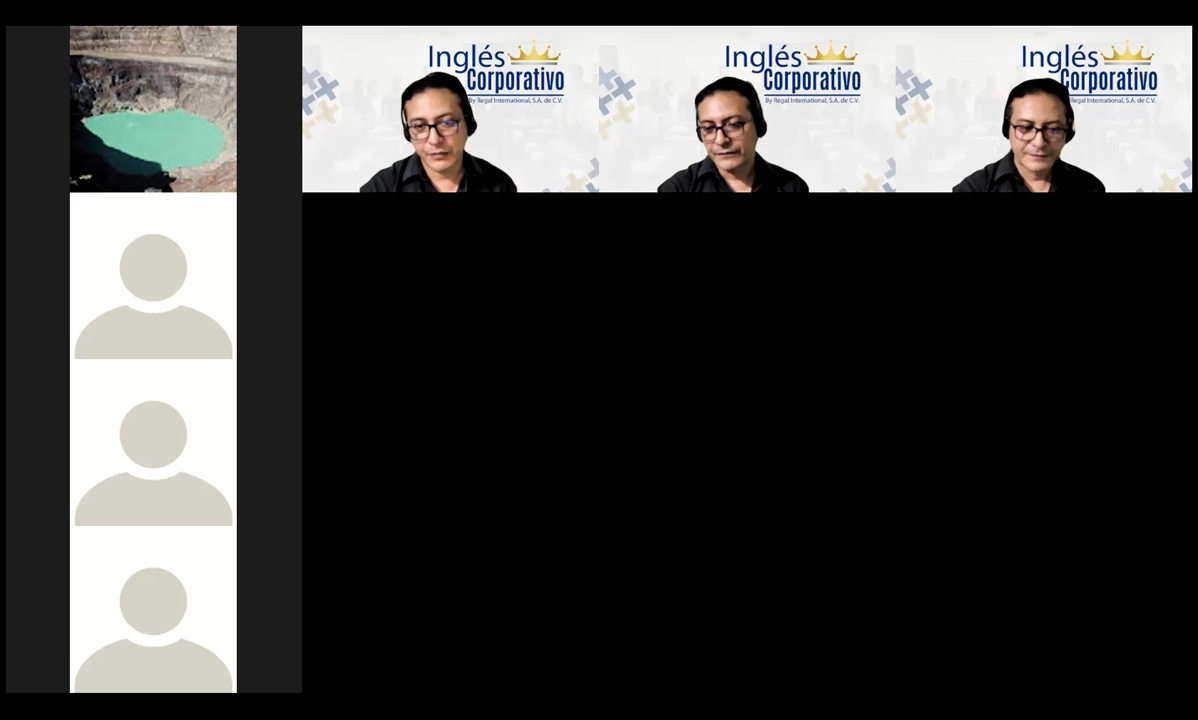 Inglés
Corporativo
By Regal International, S.A. de C.V.
Inglés
Corporativo
By Regal International, S.A. de C.V.
Inglés
Corporativo
Regal International, S.A. de C.V.